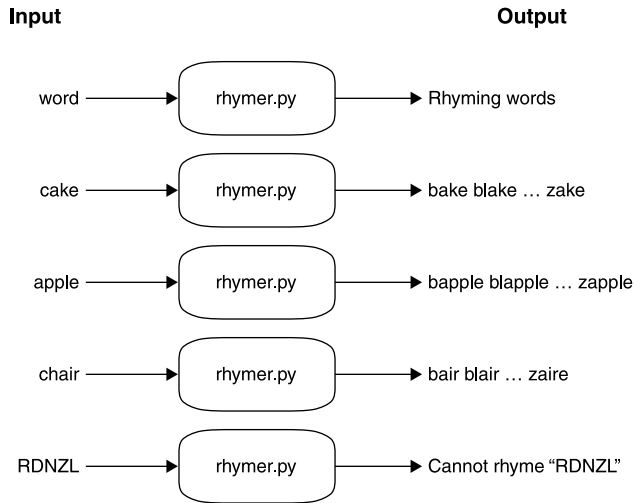 Input Output
word rhymer.py Rhyming words
cake rhymer.py bake blake … zake
apple rhymer.py bapple blapple … zapple
chair rhymer.py bair blair … zaire
RDNZL rhymer.py Cannot rhyme “RDNZL”